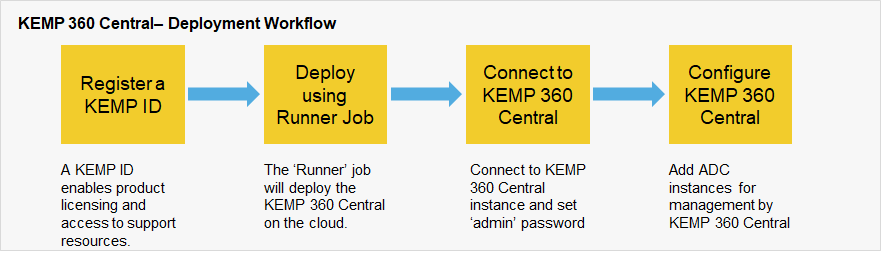 KEMP 360 Central– Deployment Workflow
Register a
KEMP ID
Deploy
using
Runner Job
Connect to
KEMP 360
Central
Configure
KEMP 360
Central
A KEMP ID
enables product
licensing and
access to support
resources.
The ‘Runner’ job
will deploy the
KEMP 360 Central
on the cloud.
Connect to KEMP
360 Central
instance and set
‘admin’ password
Add ADC
instances for
management by
KEMP 360 Central